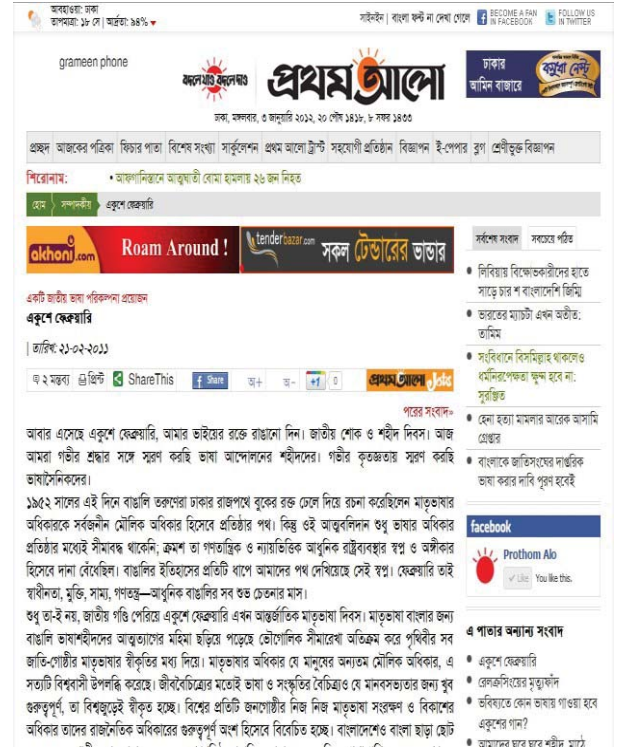 আবহাওয়া: ঢাকা
তাপমাত্রা: ১৮ সে | আর্দ্রতা: ৯৪%
সাইনইন | বাংলা ফন্ট না দেখা গেলে
BECOME A FAN
IN FACEBOOK
FOLLOW US
IN TWITTER
grameen phone
বদলে যাও বদলে দাও
প্রথম আলো
ঢাকার
আমিন বাজারে
ঢাকা, মঙ্গলবার, ৩ জানুয়ারি ২০১২, ২০ পৌষ ১৪১৮, ৮ সফর ১৪৩৩
প্রচ্ছদ আজকের পত্রিকা ফিচার পাতা বিশেষ সংখ্যা সার্কুলেশন প্রথম আলো ট্রাস্ট সহযোগী প্রতিষ্ঠান বিজ্ঞাপন ই-পেপার ব্লগ শ্রেণীভুক্ত বিজ্ঞাপন
শিরোনাম: • আফগানিস্তানে আত্মঘাতী বোমা হামলায় ২৬ জন নিহত
হোম সম্পাদকীয় একুশে ফেব্রুয়ারি
akhoni.com
Roam Around !
tenderbazar.com
সকল টেন্ডারের ভান্ডার
একটি জাতীয় ভাষা পরিকল্পনা প্রয়োজন
একুশে ফেব্রুয়ারি
| তারিখ: ২১-০২-২০১১
২ মন্তব্য প্রিন্ট ShareThis Share অ+ অ- +1 0 প্রথম আলো Jobs
পরের সংবাদ»
আবার এসেছে একুশে ফেব্রুয়ারি, আমার ভাইয়ের রক্তে রাঙানো দিন। জাতীয় শোক ও শহীদ দিবস। আজ
আমরা গভীর শ্রদ্ধার সঙ্গে স্মরণ করছি ভাষা আন্দোলনের শহীদদের। গভীর কৃতজ্ঞতায় স্মরণ করছি
ভাষাসৈনিকদের।
১৯৫২ সালের এই দিনে বাঙালি তরুণেরা ঢাকার রাজপথে বুকের রক্ত ঢেলে দিয়ে রচনা করেছিলেন মাতৃভাষার
অধিকারকে সর্বজনীন মৌলিক অধিকার হিসেবে প্রতিষ্ঠার পথ। কিন্তু ওই আত্মবলিদান শুধু ভাষার অধিকার
প্রতিষ্ঠার মধ্যেই সীমাবদ্ধ থাকেনি; ক্রমশ তা গণতান্ত্রিক ও ন্যায়ভিত্তিক আধুনিক রাষ্ট্রব্যবস্থার স্বপ্ন ও অঙ্গীকার
হিসেবে দানা বেঁধেছিল। বাঙালির ইতিহাসের প্রতিটি ধাপে আমাদের পথ দেখিয়েছে সেই স্বপ্ন। ফেব্রুয়ারি তাই
স্বাধীনতা, মুক্তি, সাম্য, গণতন্ত্র—আধুনিক বাঙালির সব শুভ চেতনার মাস।
শুধু তা-ই নয়, জাতীয় গণ্ডি পেরিয়ে একুশে ফেব্রুয়ারি এখন আন্তর্জাতিক মাতৃভাষা দিবস। মাতৃভাষা বাংলার জন্য
বাঙালি ভাষাশহীদদের আত্মত্যাগের মহিমা ছড়িয়ে পড়েছে ভৌগোলিক সীমারেখা অতিক্রম করে পৃথিবীর সব
জাতি-গোষ্ঠীর মাতৃভাষার স্বীকৃতির মধ্য দিয়ে। মাতৃভাষার অধিকার যে মানুষের অন্যতম মৌলিক অধিকার, এ
সত্যটি বিশ্ববাসী উপলব্ধি করেছে। জীববৈচিত্র্যের মতোই ভাষা ও সংস্কৃতির বৈচিত্র্যও যে মানবসভ্যতার জন্য খুব
গুরুত্বপূর্ণ, তা বিশ্বজুড়েই স্বীকৃত হচ্ছে। বিশ্বের প্রতিটি জনগোষ্ঠীর নিজ নিজ মাতৃভাষা সংরক্ষণ ও বিকাশের
অধিকার তাদের রাজনৈতিক অধিকারের গুরুত্বপূর্ণ অংশ হিসেবে বিবেচিত হচ্ছে। বাংলাদেশেও বাংলা ছাড়া ছোট
সর্বশেষ সংবাদ সবচেয়ে পঠিত
লিবিয়ায় বিক্ষোভকারীদের হাতে
সাড়ে চার শ বাংলাদেশি জিম্মি
ভারতের ম্যাচটা এখন অতীত:
তামিম
সংবিধানে বিসমিল্লাহ থাকলেও
ধর্মনিরপেক্ষতা ক্ষুন্ন হবে না:
সুরঞ্জিত
হেনা হত্যা মামলার আরেক আসামি
গ্রেপ্তার
বাংলাকে জাতিসংঘের দাপ্তরিক
ভাষা করার দাবি পূরণ হবেই
facebook
Prothom Alo
Like You like this.
এ পাতার অন্যান্য সংবাদ
একুশে ফেব্রুয়ারি
রেলক্রসিংয়ের মৃত্যুফাঁদ
ভবিষ্যতে কোন ভাষায় গাওয়া হবে
একুশের গান?
আমাদের ঘরে ঘরে শহীদ, মাঠে